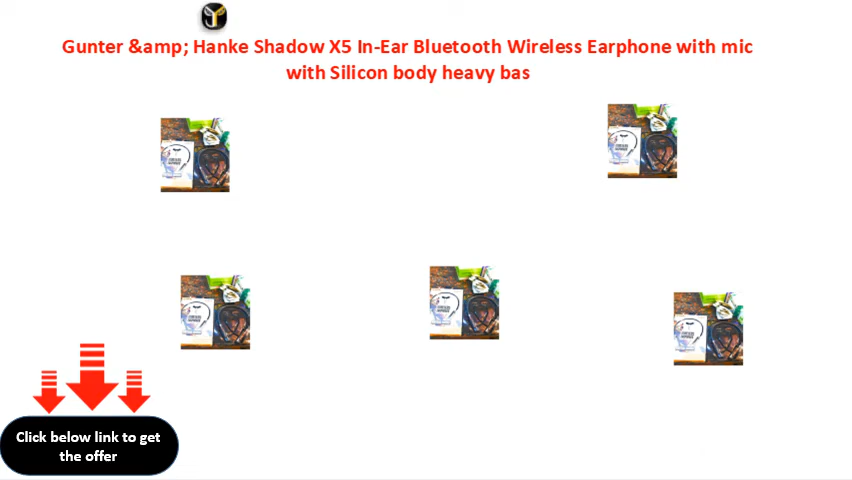 Gunter &amp; Hanke Shadow X5 In-Ear Bluetooth Wireless Earphone with mic
with Silicon body heavy bas
Click below link to get
the offer